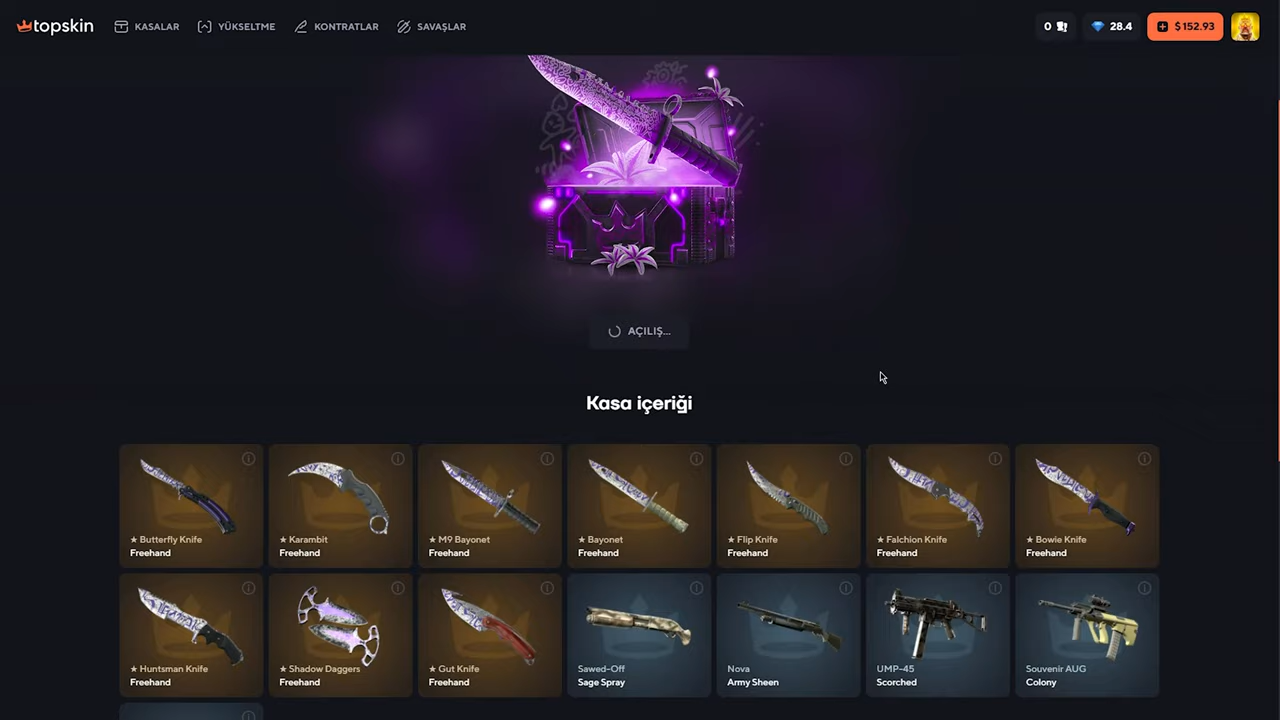 topskin
KASALAR
YÜKSELTME
KONTRATLAR
SAVAŞLAR
0
28.4
$152.93
AÇILIŞ...
Kasa içeriği
★ Butterfly Knife
Freehand
★ Karambit
Freehand
★ M9 Bayonet
Freehand
★ Bayonet
Freehand
★ Flip Knife
Freehand
★ Falchion Knife
Freehand
★ Bowie Knife
Freehand
★ Huntsman Knife
Freehand
★ Shadow Daggers
Freehand
★ Gut Knife
Freehand
Sawed-Off
Sage Spray
Nova
Army Sheen
UMP-45
Scorched
Souvenir AUG
Colony